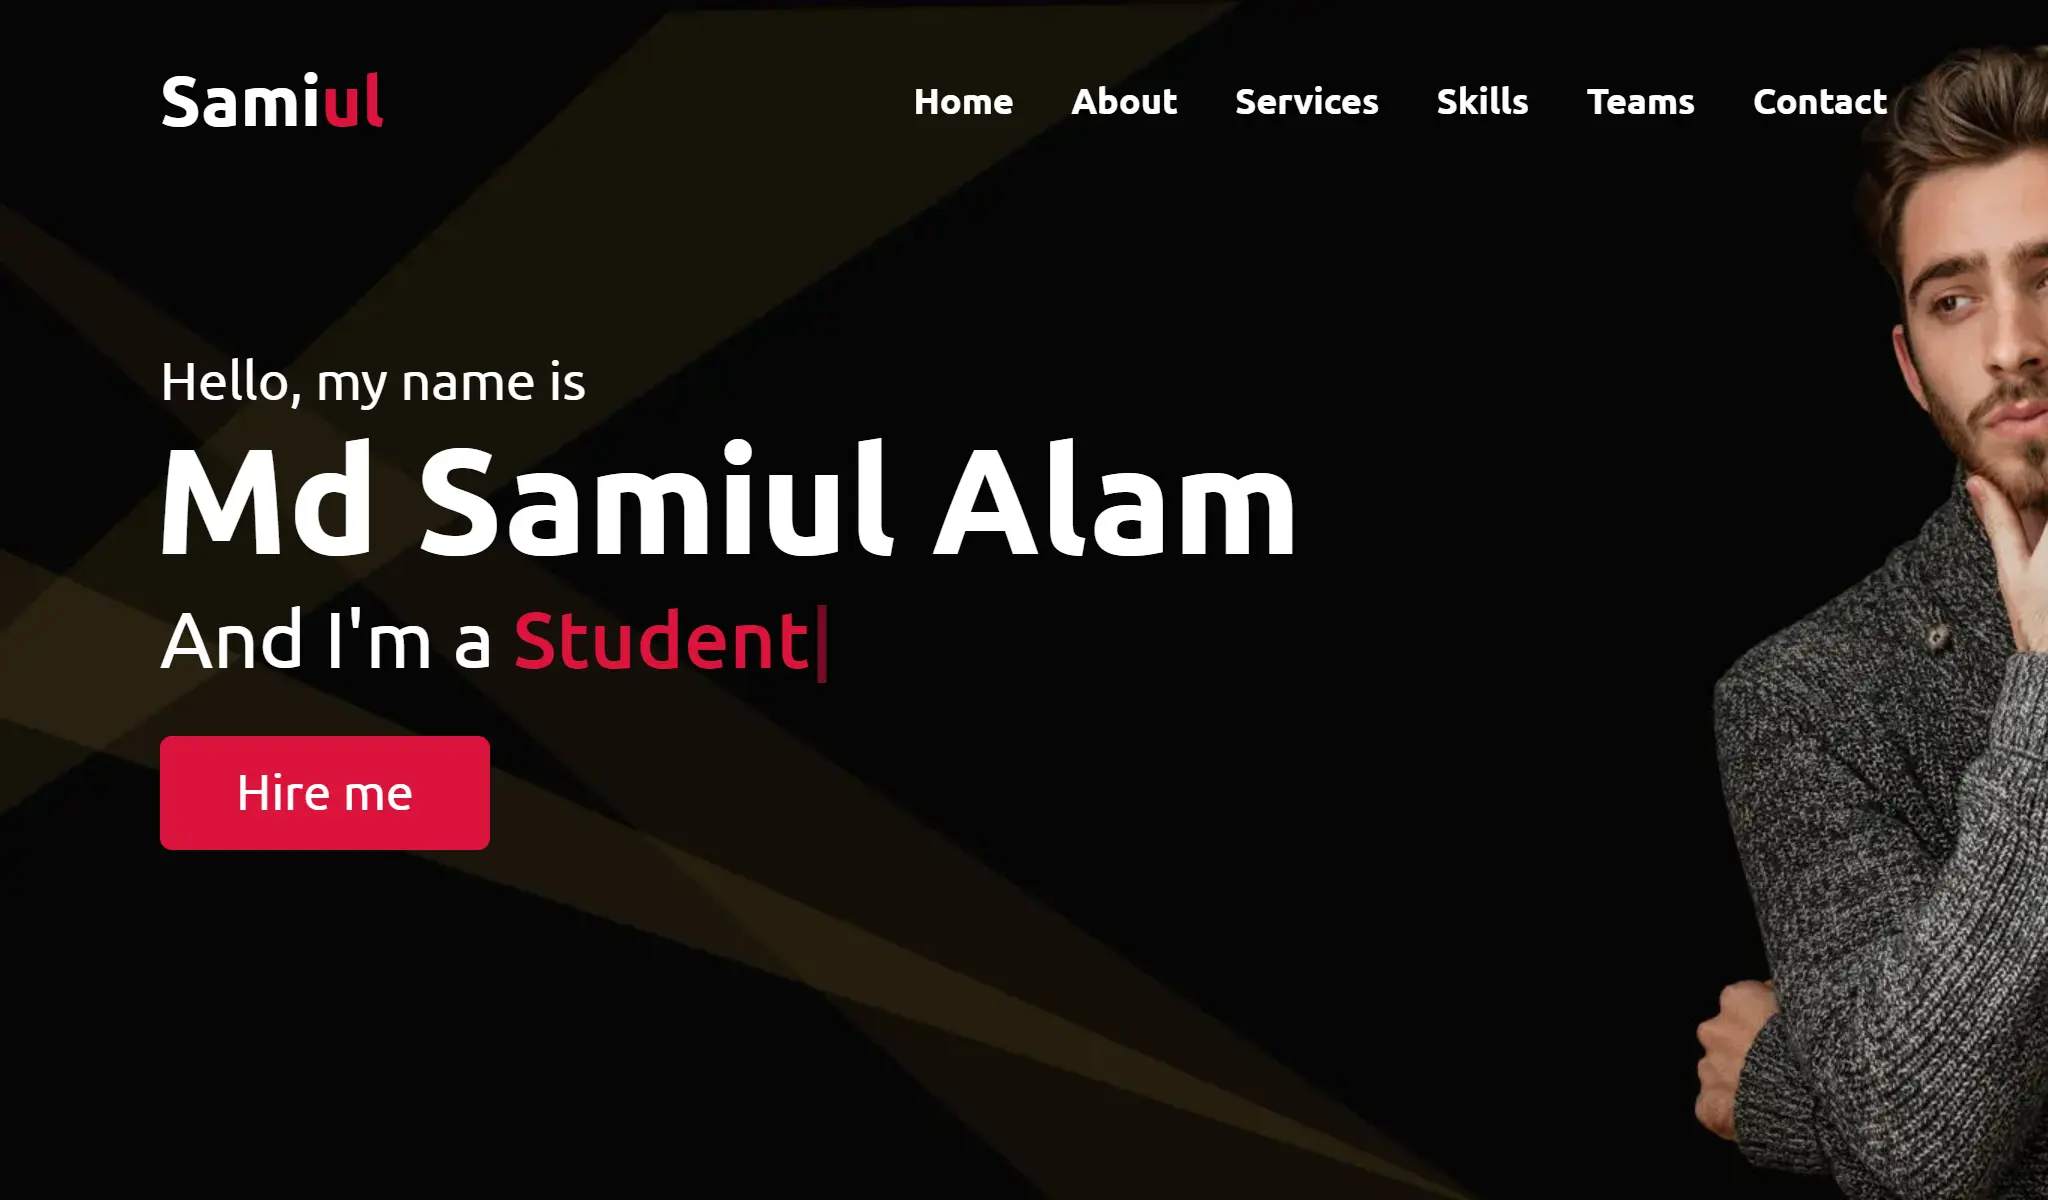 Samiul
Home About Services Skills Teams Contact
Hello, my name is
Md Samiul Alam
And I'm a Student
Hire me